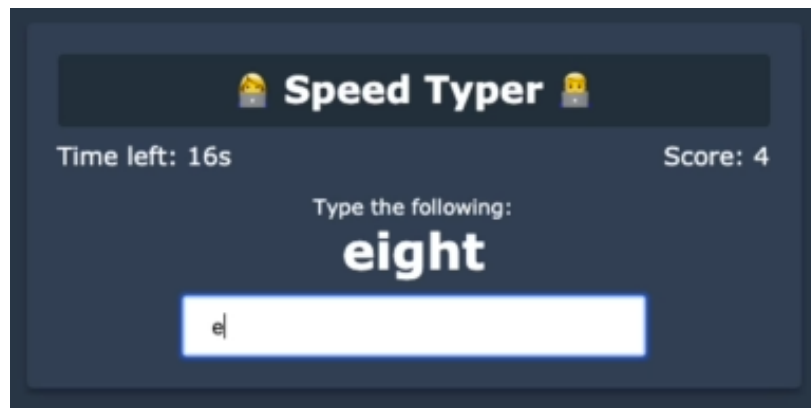 Speed Typer
Time left: 16s Score: 4
Type the following:
eight
e